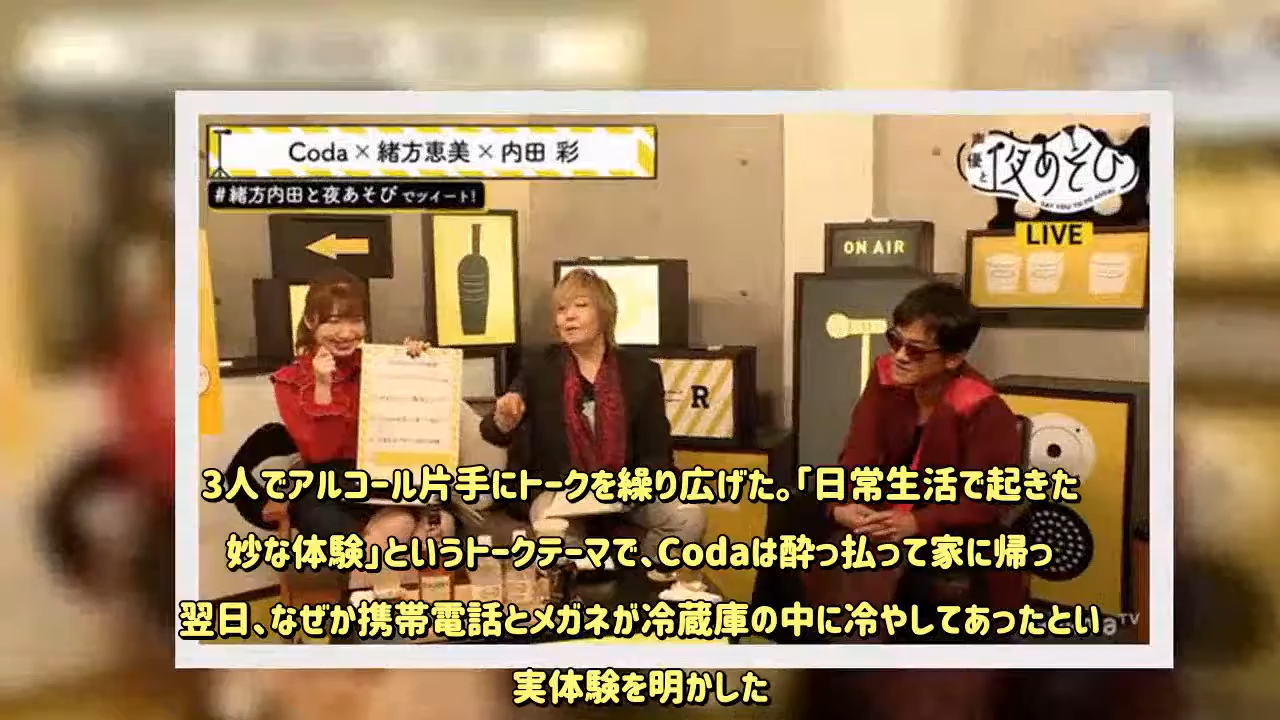 Coda×緒方恵美×内田 彩
#緒方内田と夜あそび でツイート!
声優と夜あそび
LIVE
ON AIR
R
3人でアルコール片手にトークを繰り広げた。「日常生活で起きた
妙な体験」というトークテーマで、Codaは酔っ払って家に帰っ
翌日、なぜか携帯電話とメガネが冷蔵庫の中に冷やしてあったとい
実体験を明かした